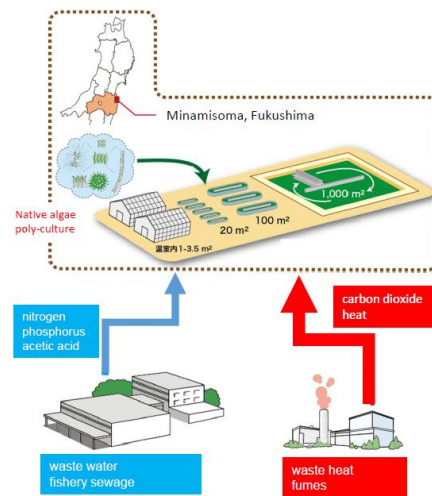 Minamisoma, Fukushima
Native algae
poly-culture
1,000 m²
100 m²
20 m²
温室内1-3.5 m²
nitrogen
phosphorus
acetic acid
carbon dioxide
heat
waste water
fishery sewage
waste heat
fumes